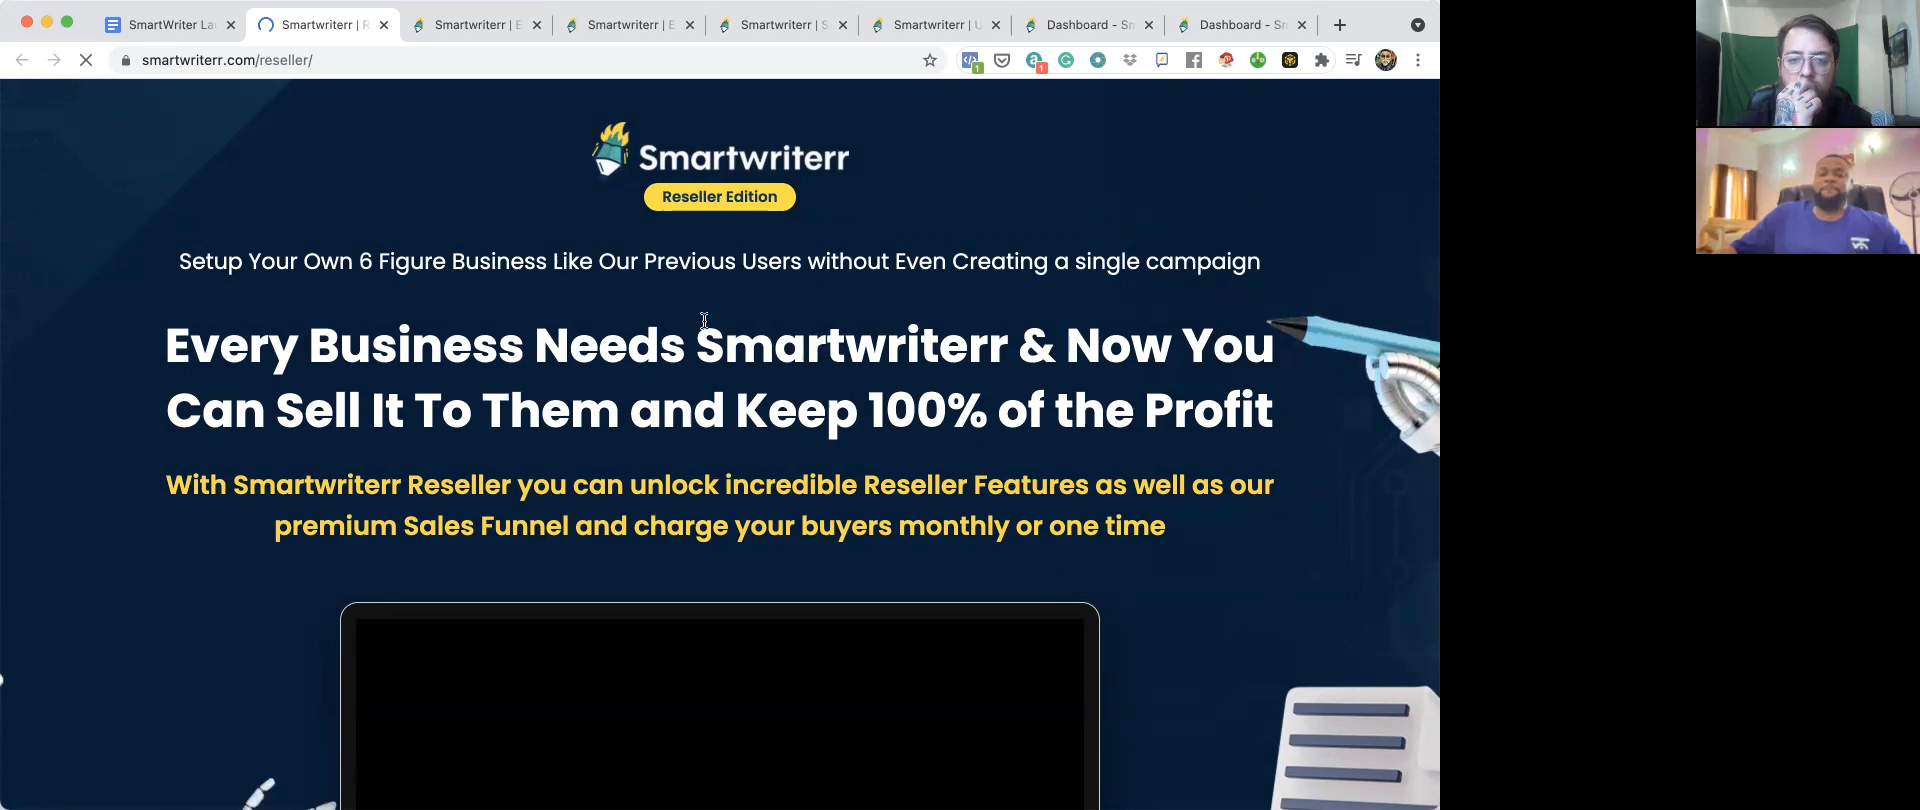 SmartWriter La
Smartwriterr | R
Smartwriterr | E
Smartwriterr | E
SmartWriterr | S
Smartwriterr | U
Dashboard - Sm
Dashboard - Sm
smartwriterr.com/reseller/
1
1
Smartwriterr
Reseller Edition
Setup Your Own 6 Figure Business Like Our Previous Users without Even Creating a single campaign
Every Business Needs Smartwriterr & Now You
Can Sell It To Them and Keep 100% of the Profit
With Smartwriterr Reseller you can unlock incredible Reseller Features as well as our
premium Sales Funnel and charge your buyers monthly or one time